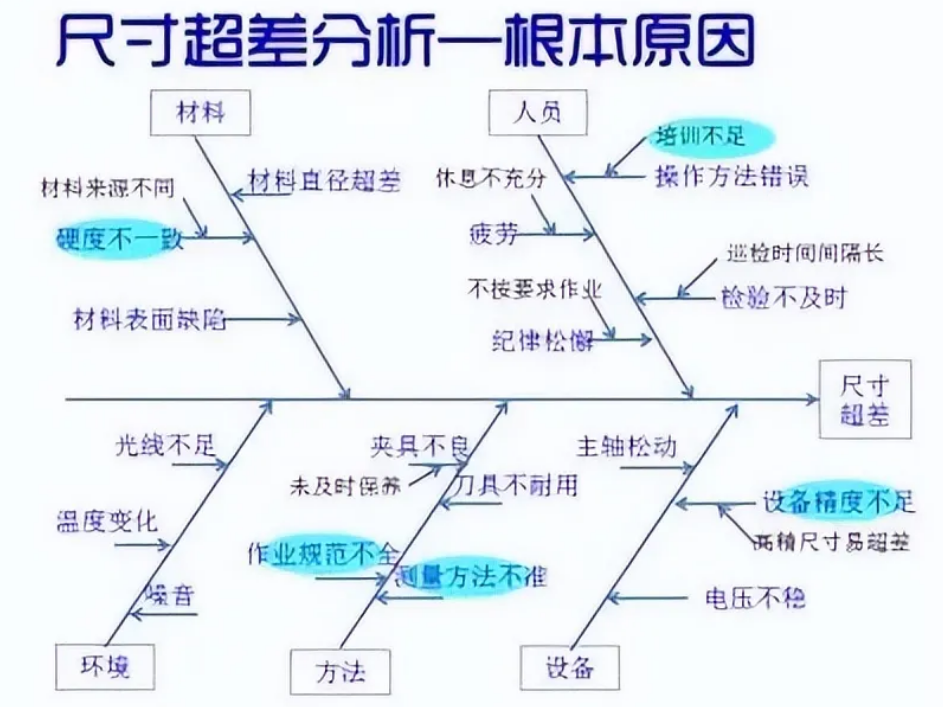 尺寸超差分析—根本原因
材料
人员
培训不足
材料来源不同
材料直径超差
休息不充分
操作方法错误
硬度不一致
疲劳
巡检时间间隔长
不按要求作业
检验不及时
材料表面缺陷
纪律松懈
尺寸
超差
光线不足
夹具不良
主轴松动
未及时保养
刀具不耐用
设备精度不足
温度变化
高精尺寸易超差
作业规范不全
测量方法不准
噪音
电压不稳
环境
方法
设备